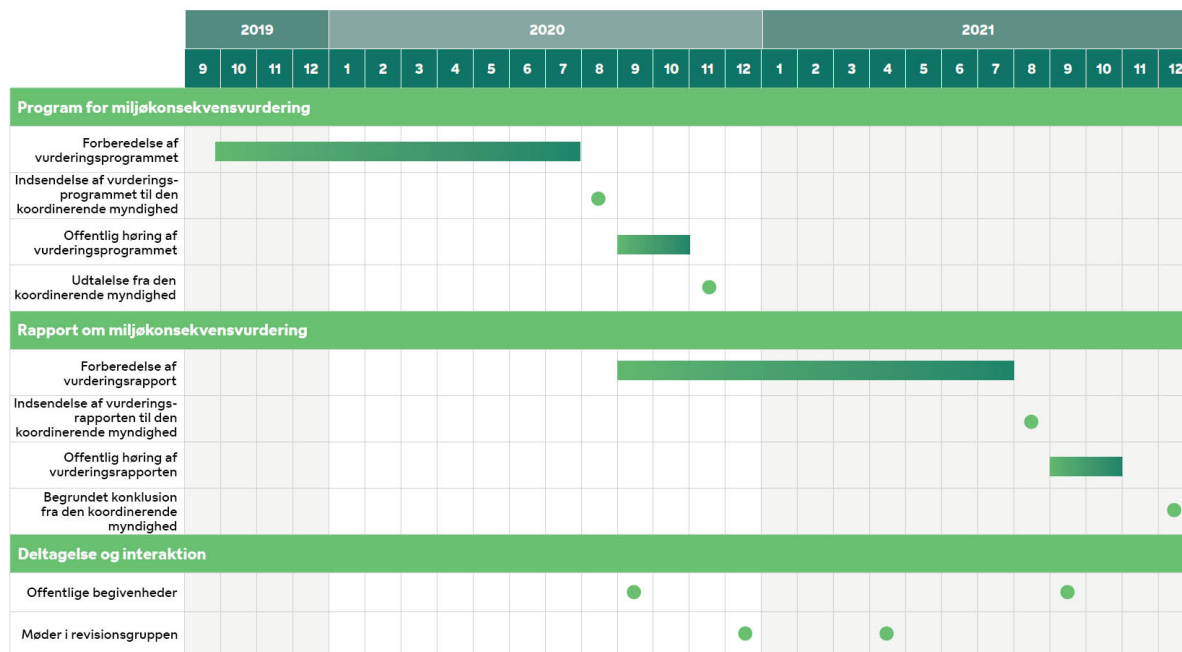 2019 2020 2021
9 10 11 12 1 2 3 4 5 6 7 8 9 10 11 12 1 2 3 4 5 6 7 8 9 10 11 12
Program for miljøkonsekvensvurdering
Forberedelse af
vurderingsprogrammet
Indsendelse af vurderings-
programmet til den
koordinerende myndighed
Offentlig høring af
vurderingsprogrammet
Udtalelse fra den
koordinerende myndighed
Rapport om miljøkonsekvensvurdering
Forberedelse af
vurderingsrapport
Indsendelse af vurderings-
rapporten til den
koordinerende myndighed
Offentlig høring af
vurderingsrapporten
Begrundet konklusion
fra den koordinerende
myndighed
Deltagelse og interaktion
Offentlige begivenheder
Møder i revisionsgruppen